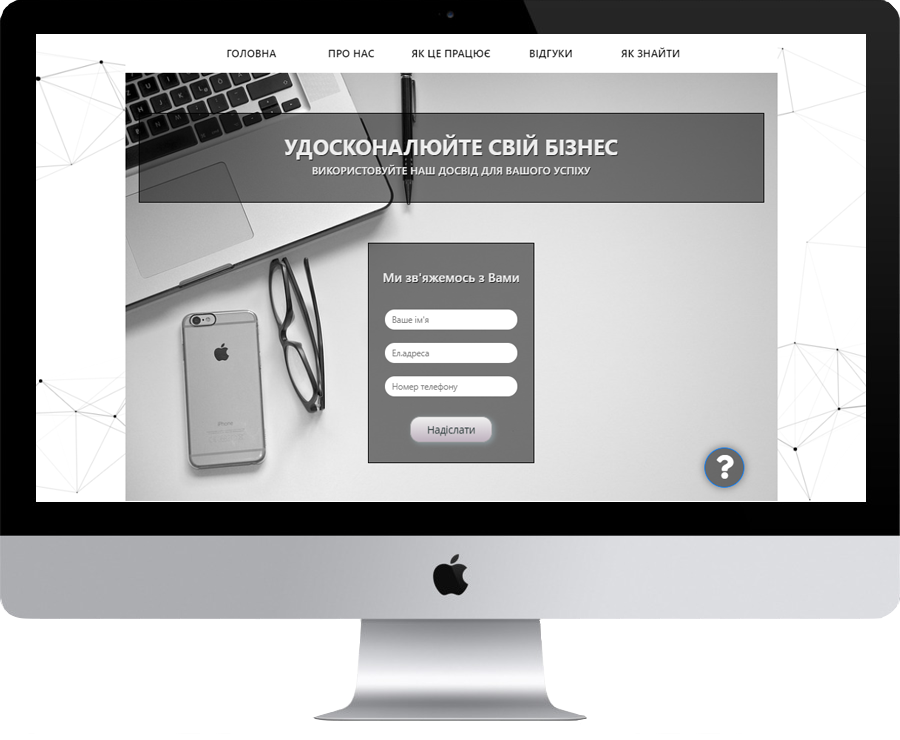 ГОЛОВНА
ПРО НАС
ЯК ЦЕ ПРАЦЮЄ
ВІДГУКИ
ЯК ЗНАЙТИ
УДОСКОНАЛЮЙТЕ СВІЙ БІЗНЕС
ВИКОРИСТОВУЙТЕ НАШ ДОСВІД ДЛЯ ВАШОГО УСПІХУ
Ми зв'яжемось з Вами
Ваше ім'я
Ел.адреса
Номер телефону
Надіслати
?
iPhone